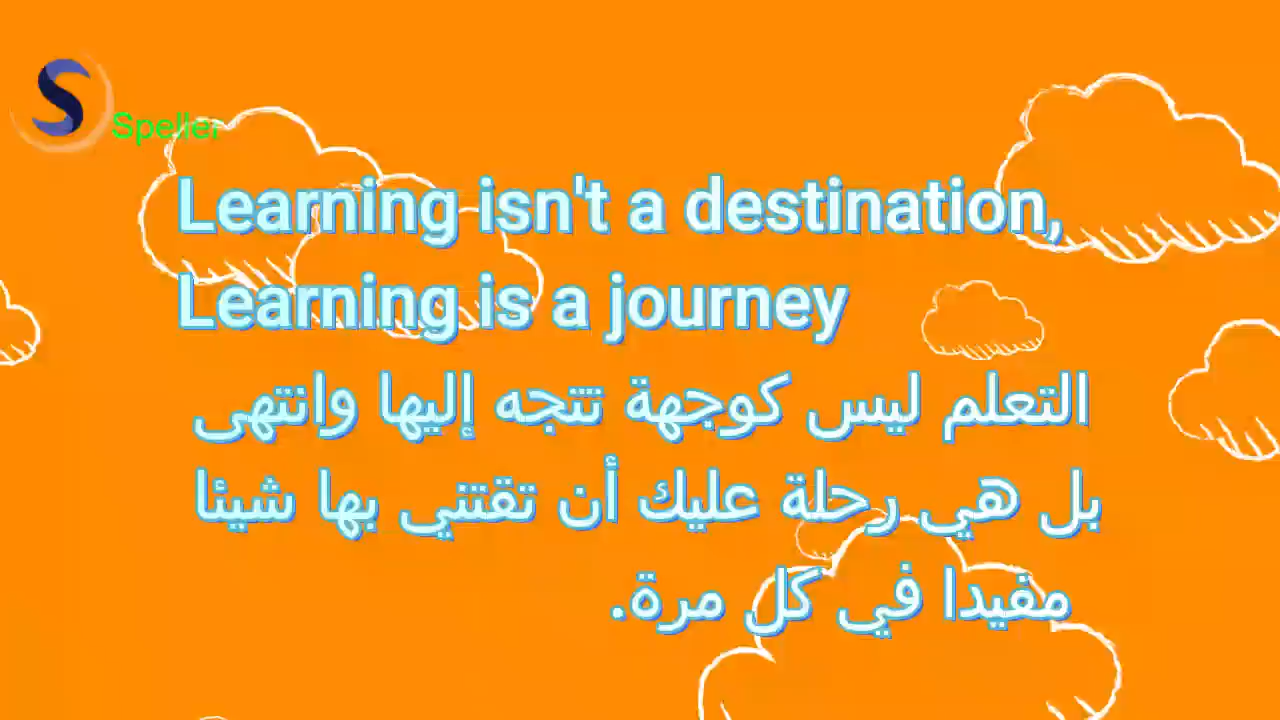 Speller
Learning isn't a destination,
Learning is a journey
التعلم ليس كوجهة تتجه إليها وانتهى
بل هي رحلة عليك أن تقتني بها شيئا
مفيدا في كل مرة.